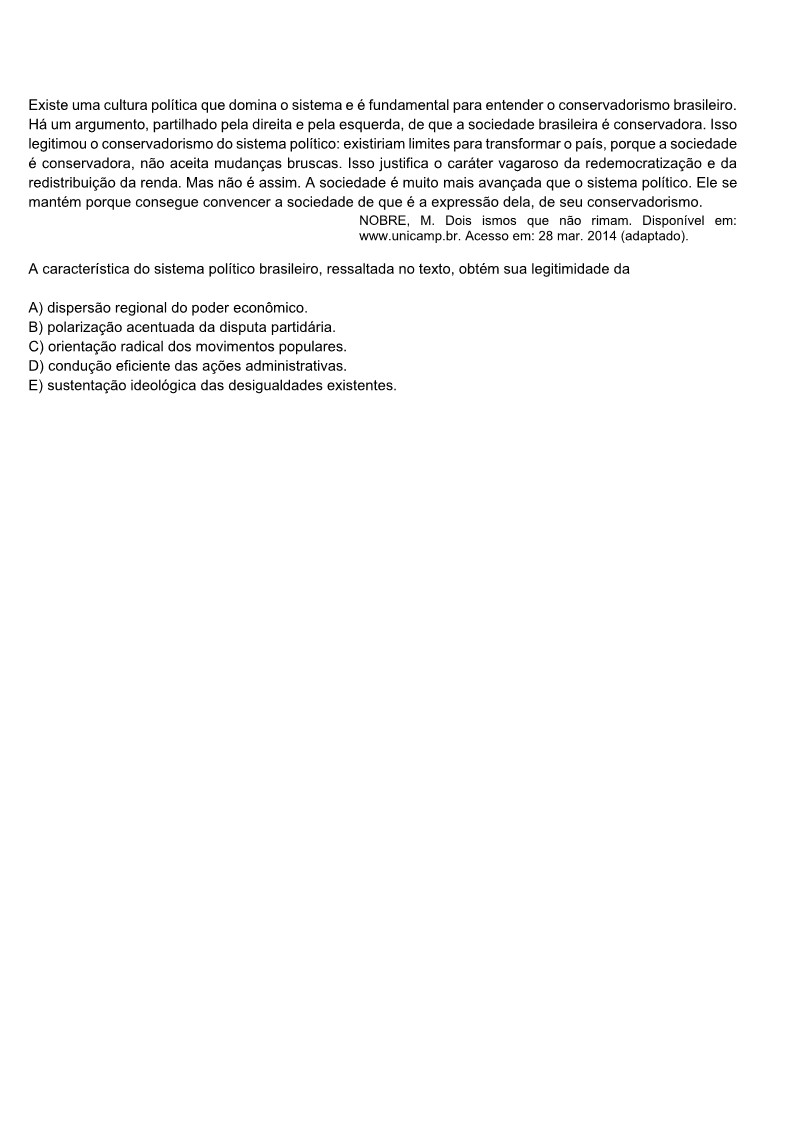 Existe uma cultura política que domina o sistema e é fundamental para entender o conservadorismo brasileiro.
Há um argumento, partilhado pela direita e pela esquerda, de que a sociedade brasileira é conservadora. Isso
legitimou o conservadorismo do sistema político: existiriam limites para transformar o país, porque a sociedade
é conservadora, não aceita mudanças bruscas. Isso justifica o caráter vagaroso da redemocratização e da
redistribuição da renda. Mas não é assim. A sociedade é muito mais avançada que o sistema político. Ele se
mantém porque consegue convencer a sociedade de que é a expressão dela, de seu conservadorismo.
NOBRE, M. Dois ismos que não rimam. Disponível em:
www.unicamp.br. Acesso em: 28 mar. 2014 (adaptado).
A característica do sistema político brasileiro, ressaltada no texto, obtém sua legitimidade da
A) dispersão regional do poder econômico.
B) polarização acentuada da disputa partidária.
C) orientação radical dos movimentos populares.
D) condução eficiente das ações administrativas.
E) sustentação ideológica das desigualdades existentes.